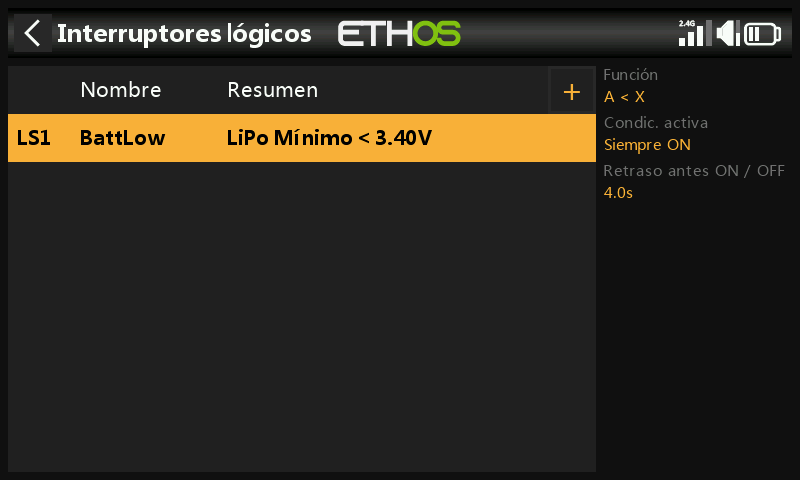 Interruptores lógicos
ETHOS
2.4G
Nombre Resumen +
LS1 BattLow LiPo Mínimo < 3.40V
Función
A < X
Condic. activa
Siempre ON
Retraso antes ON / OFF
4.0s